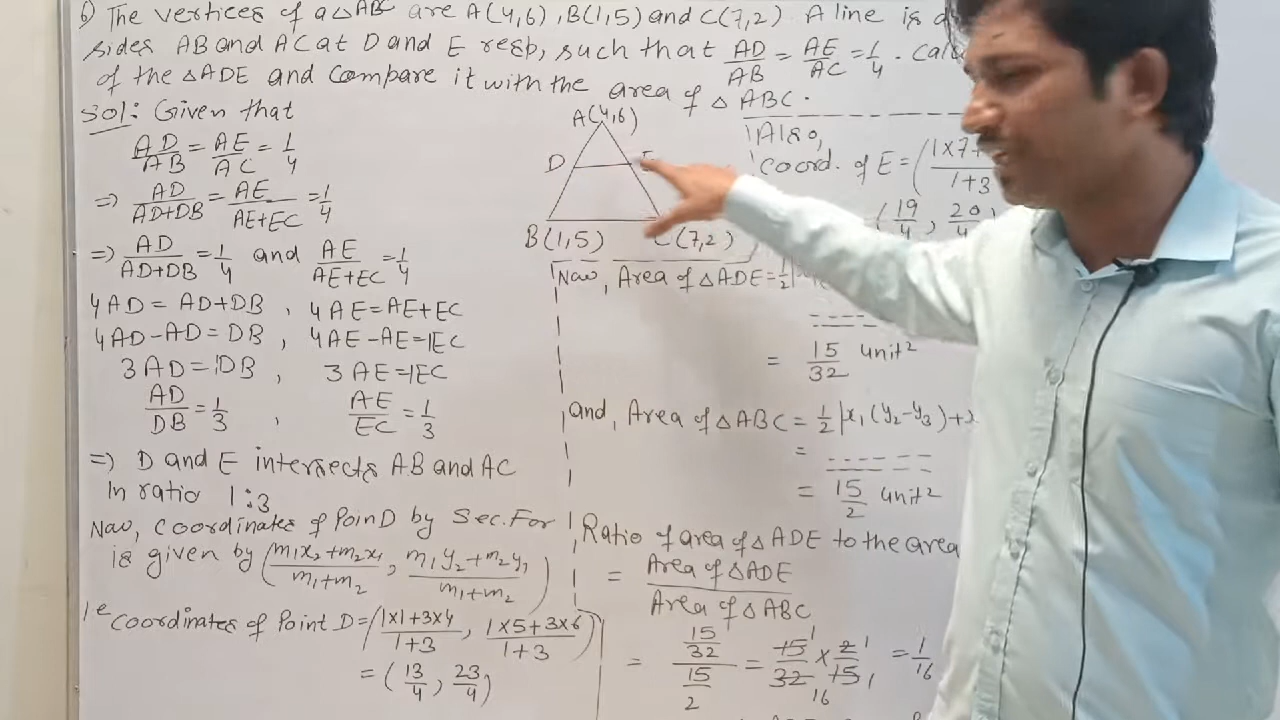 6) The vertices of a △ABC are A(4,6), B(1,5) and C(7,2). A line is
sides AB and AC at D and E resp, such that AD/AB = AE/AC = 1/4.
of the △ADE and Compare it with the area of △ABC.
Sol: Given that
AD/AB = AE/AC = 1/4
⇒ AD/AD+DB = AE/AE+EC = 1/4
⇒ AD/AD+DB = 1/4 and AE/AE+EC = 1/4
4AD = AD+DB , 4AE = AE+EC
4AD-AD = DB , 4AE-AE = 1EC
3AD = 1DB , 3AE = 1EC
AD/DB = 1/3 , AE/EC = 1/3
⇒ D and E intersects AB and AC
In ratio 1:3
Now, Coordinates of Poin D by Sec. For
is given by (m₁x₂+m₂x₁/m₁+m₂, m₁y₂+m₂y₁/m₁+m₂)
ie Coordinates of Point D = (1×1+3×4/1+3, 1×5+3×6/1+3)
= (13/4, 23/4)
A(4,6)
D E
B(1,5) C(7,2)
Also,
Coord. of E = (1×7+/1+3
(19/4, 20/4
Now, Area of △ADE = 1/2|
= 15/32 unit²
and, Area of △ABC = 1/2 |x₁(y₂-y₃)+
=
= 15/2 unit²
Ratio of area of △ADE to the area
= Area of △ADE/Area of △ABC
= 15/32/15/2 = 15/32 × 2/15 = 1/16